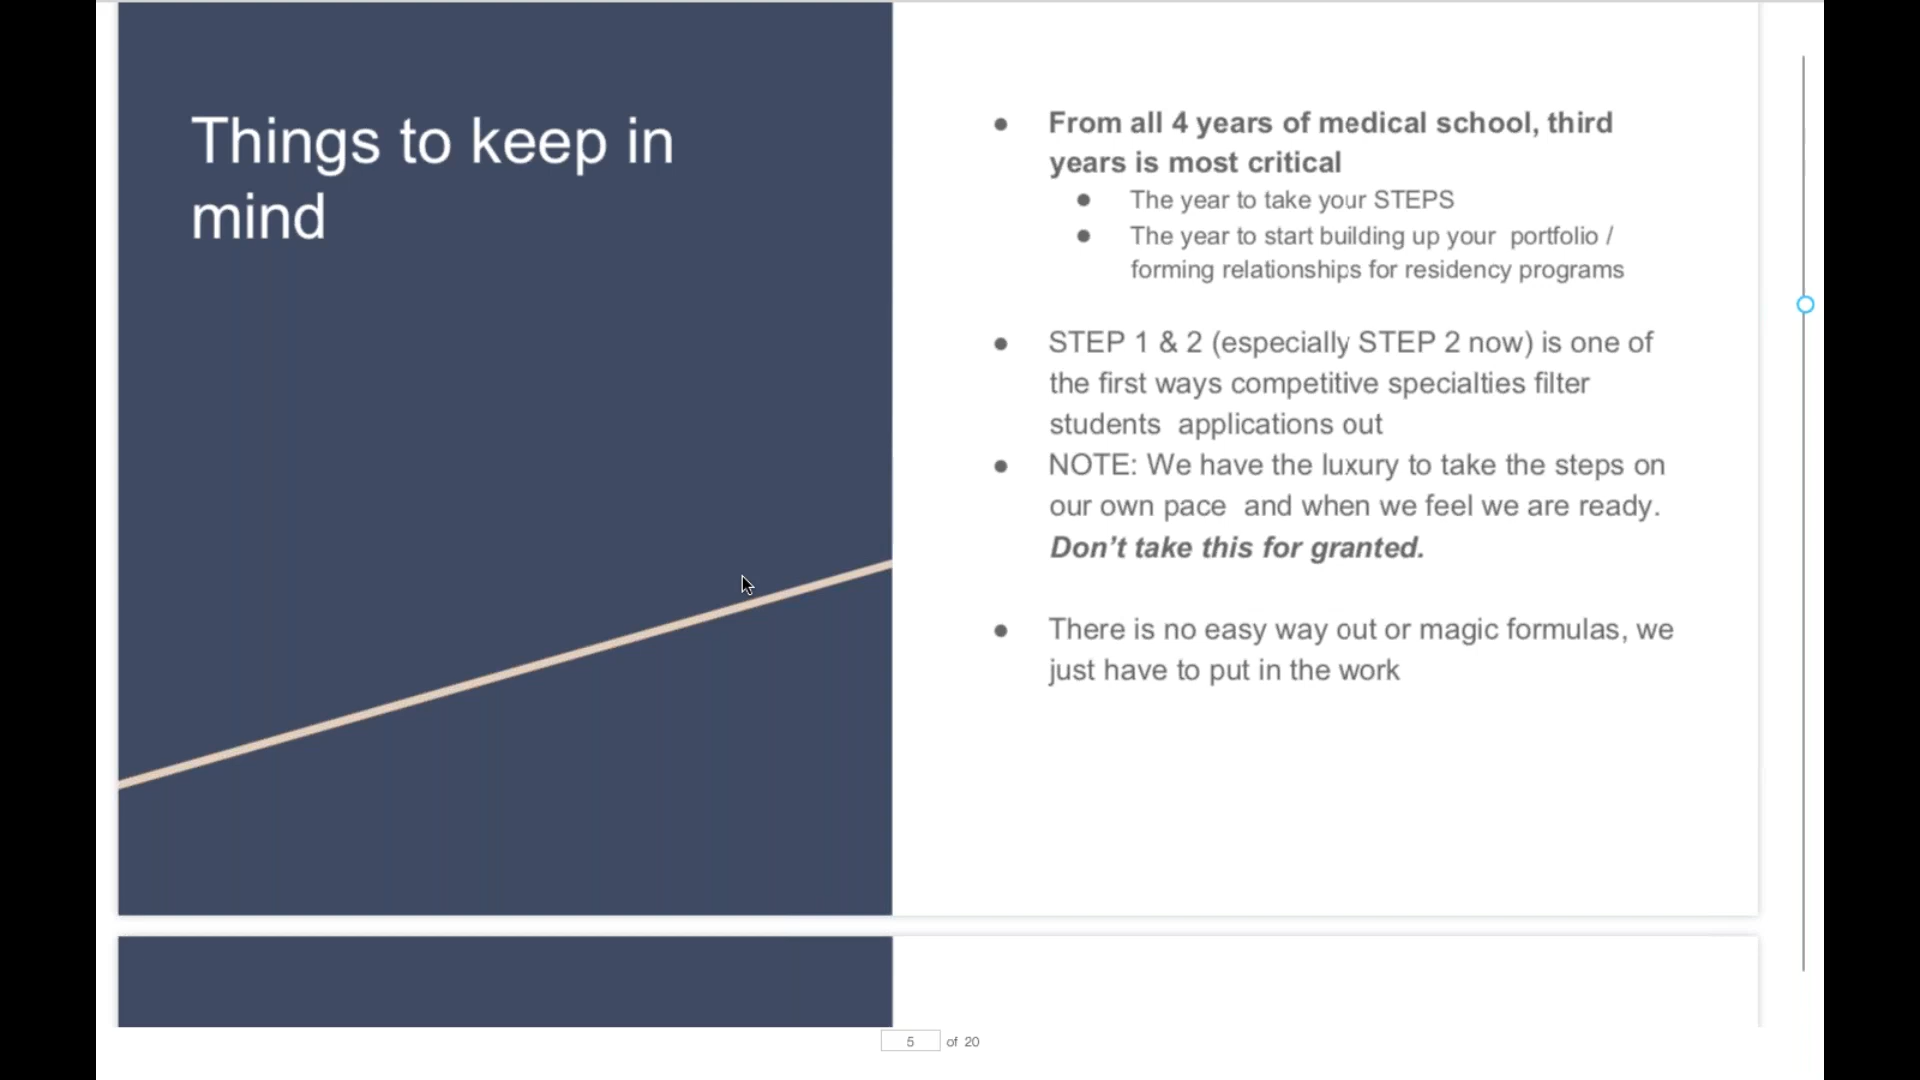 Things to keep in
mind
● From all 4 years of medical school, third
years is most critical
● The year to take your STEPS
● The year to start building up your portfolio /
forming relationships for residency programs
● STEP 1 & 2 (especially STEP 2 now) is one of
the first ways competitive specialties filter
students applications out
● NOTE: We have the luxury to take the steps on
our own pace and when we feel we are ready.
Don’t take this for granted.
● There is no easy way out or magic formulas, we
just have to put in the work
5 of 20